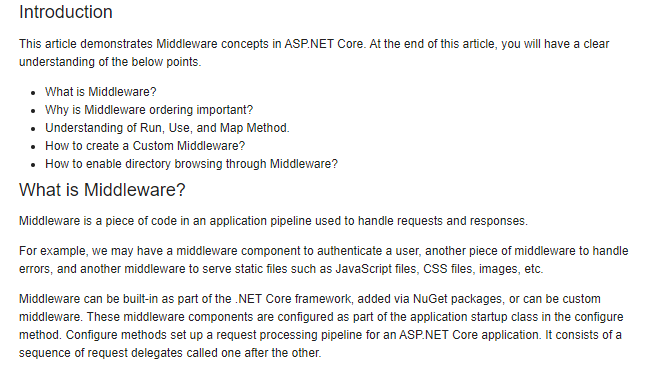 Introduction
This article demonstrates Middleware concepts in ASP.NET Core. At the end of this article, you will have a clear
understanding of the below points.
• What is Middleware?
• Why is Middleware ordering important?
• Understanding of Run, Use, and Map Method.
• How to create a Custom Middleware?
• How to enable directory browsing through Middleware?
What is Middleware?
Middleware is a piece of code in an application pipeline used to handle requests and responses.
For example, we may have a middleware component to authenticate a user, another piece of middleware to handle
errors, and another middleware to serve static files such as JavaScript files, CSS files, images, etc.
Middleware can be built-in as part of the .NET Core framework, added via NuGet packages, or can be custom
middleware. These middleware components are configured as part of the application startup class in the configure
method. Configure methods set up a request processing pipeline for an ASP.NET Core application. It consists of a
sequence of request delegates called one after the other.